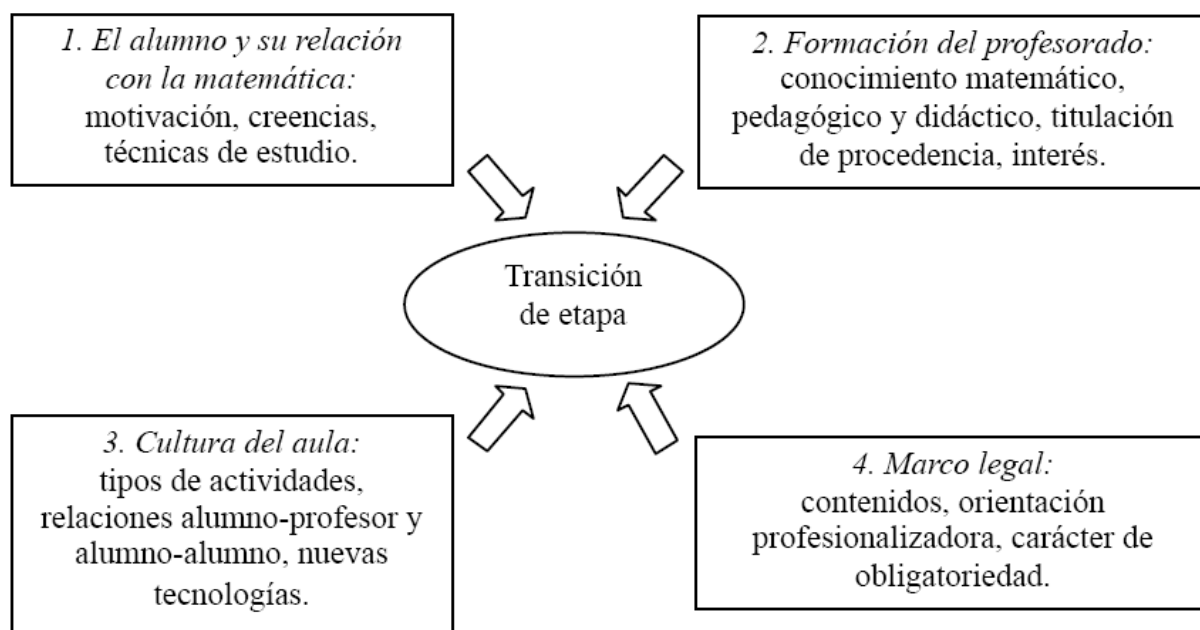 1. El alumno y su relación
con la matemática:
motivación, creencias,
técnicas de estudio.
2. Formación del profesorado:
conocimiento matemático,
pedagógico y didáctico, titulación
de procedencia, interés.
Transición
de etapa
3. Cultura del aula:
tipos de actividades,
relaciones alumno-profesor y
alumno-alumno, nuevas
tecnologías.
4. Marco legal:
contenidos, orientación
profesionalizadora, carácter de
obligatoriedad.